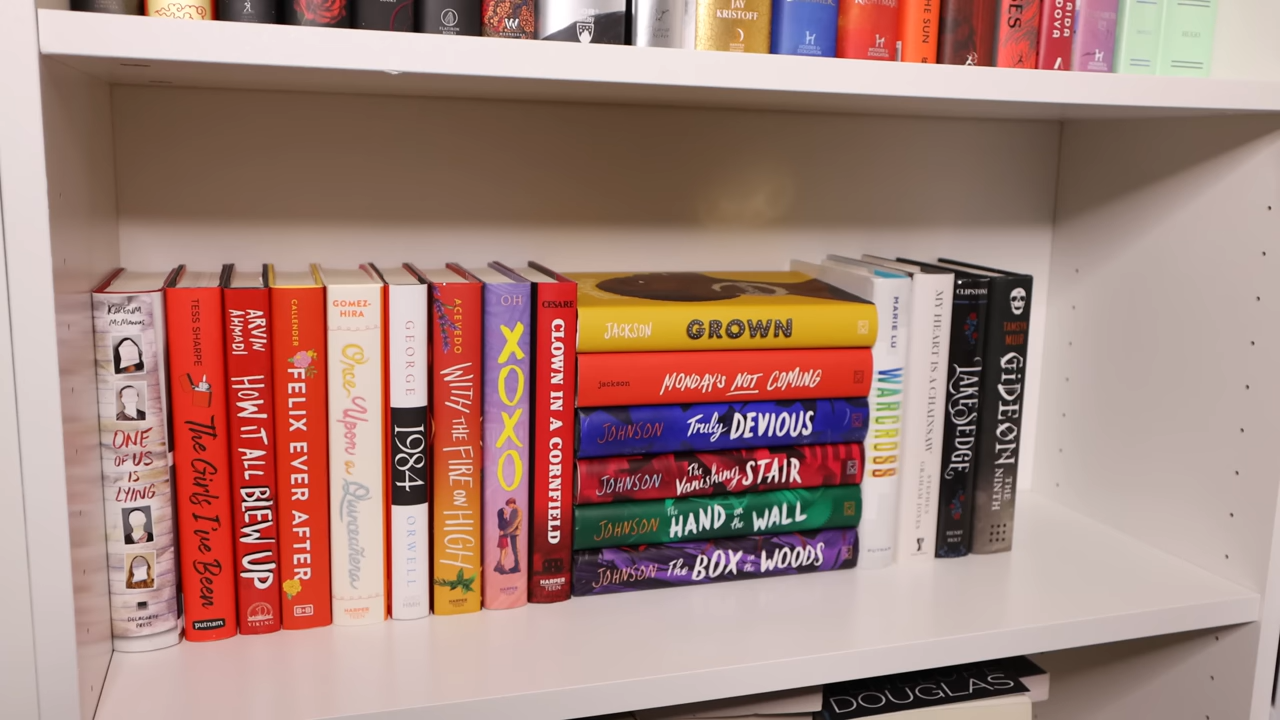 JAY
KRISTOFF
THE SUN
KAREN M.
McMANUS
ONE
OF US
IS
LYING
DELACORTE
PRESS
TESS SHARPE
The Girls I've Been
putnam
ARVIN
AHMADI
HOW IT ALL BLEW UP
VIKING
CALLENDER
FELIX EVER AFTER
GOMEZ-
HIRA
Once Upon a Quinceañera
HARPER
TEEN
GEORGE
1984
ORWELL
ACEVEDO
WITH THE FIRE ON HIGH
OH
XOXO
CESARE
CLOWN IN A CORNFIELD
HARPER
TEEN
JACKSON GROWN
jackson MONDAY'S NOT COMING
JOHNSON Truly DEVIOUS
JOHNSON The Vanishing STAIR
JOHNSON The HAND on the WALL
JOHNSON The BOX in the WOODS
MARIE LU
WARCROSS
MY HEART IS A CHAINSAW
STEPHEN
GRAHAM JONES
CLIPSTON
LAKESEDGE
HENRY
HOLT
TAMSYN
MUIR
GIDEON
THE
NINTH
DOUGLAS